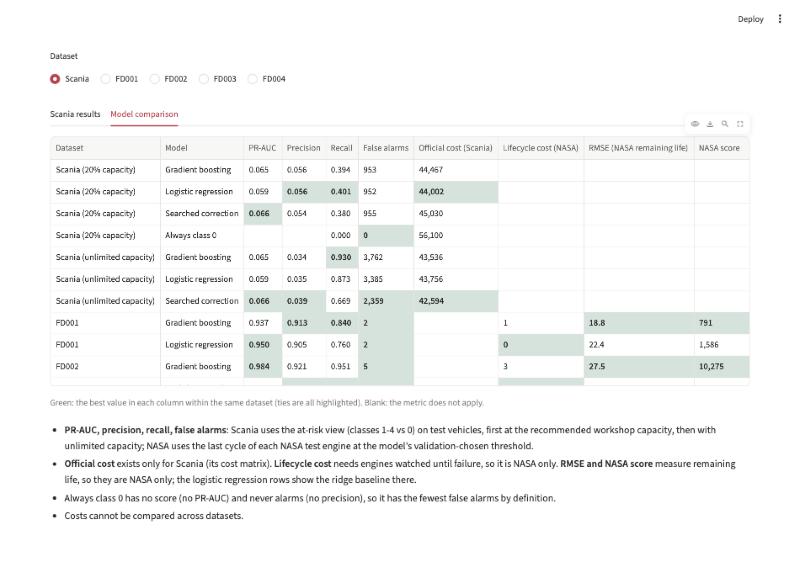 Deploy
Dataset
Scania FD001 FD002 FD003 FD004
Scania results Model comparison
Dataset Model PR-AUC Precision Recall False alarms Official cost (Scania) Lifecycle cost (NASA) RMSE (NASA remaining life) NASA score
Scania (20% capacity) Gradient boosting 0.065 0.056 0.394 953 44,467
Scania (20% capacity) Logistic regression 0.059 0.056 0.401 952 44,002
Scania (20% capacity) Searched correction 0.066 0.054 0.380 955 45,030
Scania (20% capacity) Always class 0 0.000 0 56,100
Scania (unlimited capacity) Gradient boosting 0.065 0.034 0.930 3,762 43,536
Scania (unlimited capacity) Logistic regression 0.059 0.035 0.873 3,385 43,756
Scania (unlimited capacity) Searched correction 0.066 0.039 0.669 2,359 42,594
FD001 Gradient boosting 0.937 0.913 0.840 2 1 18.8 791
FD001 Logistic regression 0.950 0.905 0.760 2 0 22.4 1,586
FD002 Gradient boosting 0.984 0.921 0.951 5 3 27.5 10,275
Green: the best value in each column within the same dataset (ties are all highlighted). Blank: the metric does not apply.
• PR-AUC, precision, recall, false alarms: Scania uses the at-risk view (classes 1-4 vs 0) on test vehicles, first at the recommended workshop capacity, then with
unlimited capacity; NASA uses the last cycle of each NASA test engine at the model's validation-chosen threshold.
• Official cost exists only for Scania (its cost matrix). Lifecycle cost needs engines watched until failure, so it is NASA only. RMSE and NASA score measure remaining
life, so they are NASA only; the logistic regression rows show the ridge baseline there.
• Always class 0 has no score (no PR-AUC) and never alarms (no precision), so it has the fewest false alarms by definition.
• Costs cannot be compared across datasets.